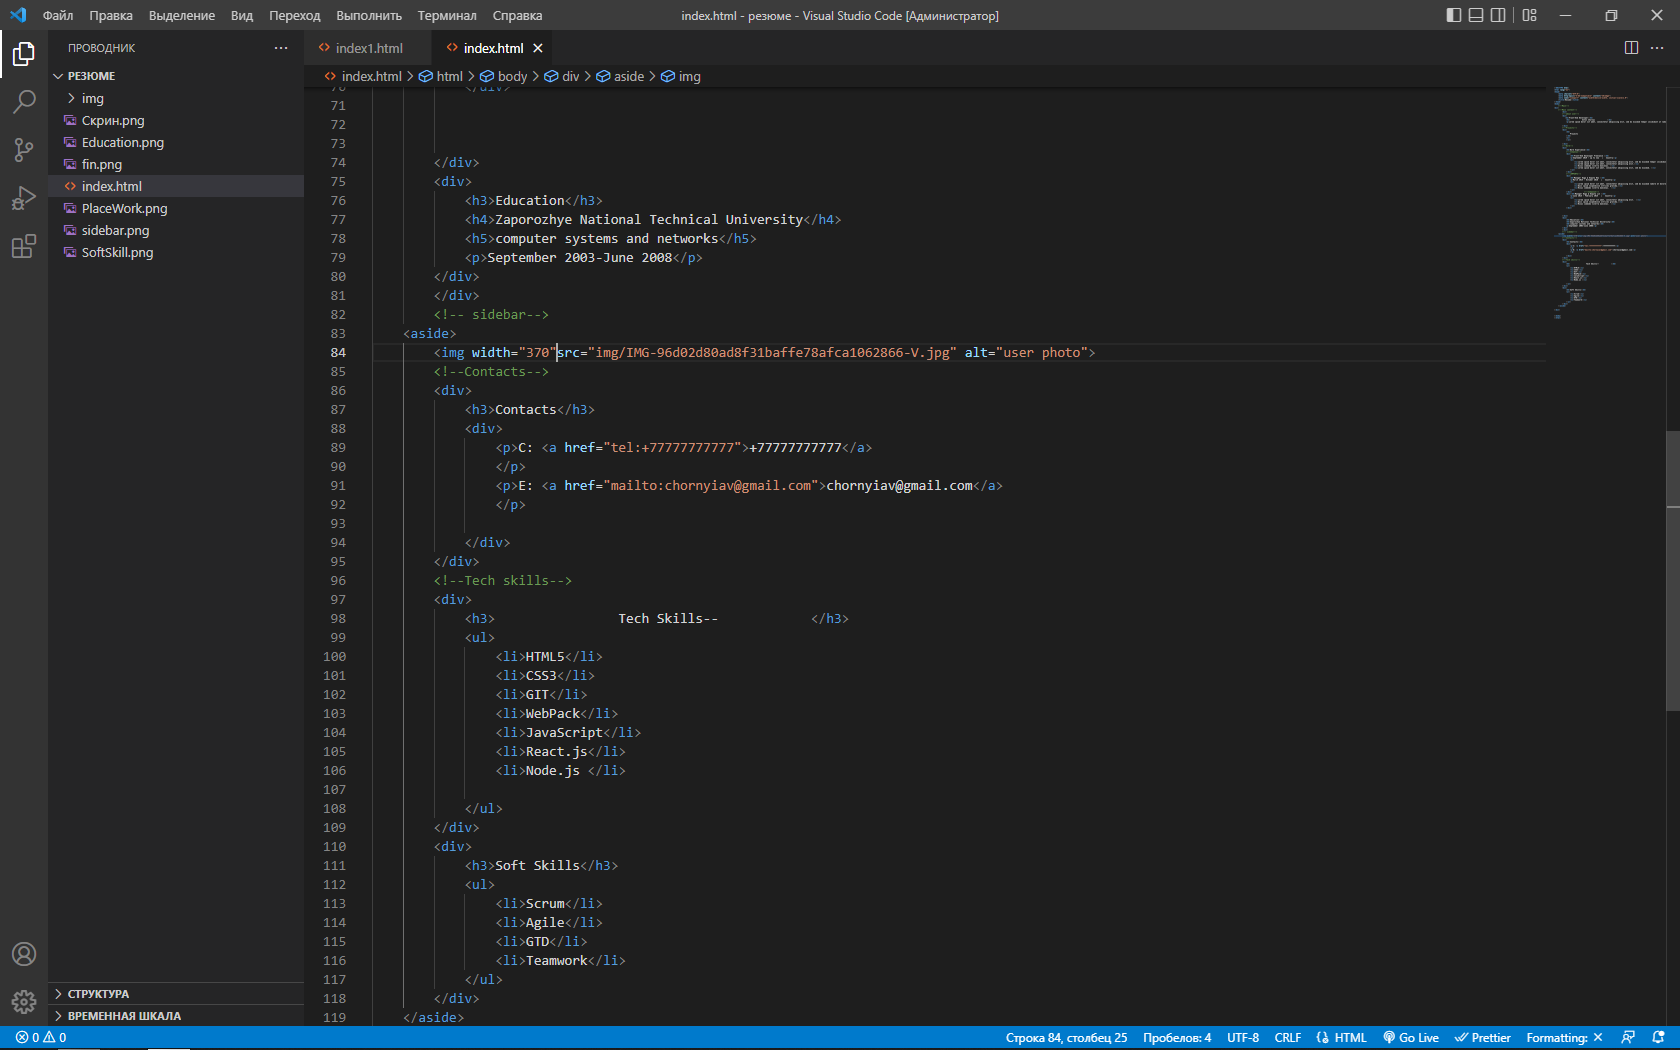 Файл Правка Выделение Вид Переход Выполнить Терминал Справка
index.html - резюме - Visual Studio Code [Администратор]
ПРОВОДНИК
РЕЗЮМЕ
img
Скрин.png
Education.png
fin.png
index.html
PlaceWork.png
sidebar.png
SoftSkill.png
СТРУКТУРА
ВРЕМЕННАЯ ШКАЛА
index1.html index.html
index.html > html > body > div > aside > img
70 </div>
71
72
73
74 </div>
75 <div>
76 <h3>Education</h3>
77 <h4>Zaporozhye National Technical University</h4>
78 <h5>computer systems and networks</h5>
79 <p>September 2003-June 2008</p>
80 </div>
81 </div>
82 <!-- sidebar-->
83 <aside>
84 <img width="370"src="img/IMG-96d02d80ad8f31baffe78afca1062866-V.jpg" alt="user photo">
85 <!--Contacts-->
86 <div>
87 <h3>Contacts</h3>
88 <div>
89 <p>C: <a href="tel:+77777777777">+77777777777</a>
90 </p>
91 <p>E: <a href="mailto:chornyiav@gmail.com">chornyiav@gmail.com</a>
92 </p>
93
94 </div>
95 </div>
96 <!--Tech skills-->
97 <div>
98 <h3> Tech Skills-- </h3>
99 <ul>
100 <li>HTML5</li>
101 <li>CSS3</li>
102 <li>GIT</li>
103 <li>WebPack</li>
104 <li>JavaScript</li>
105 <li>React.js</li>
106 <li>Node.js </li>
107
108 </ul>
109 </div>
110 <div>
111 <h3>Soft Skills</h3>
112 <ul>
113 <li>Scrum</li>
114 <li>Agile</li>
115 <li>GTD</li>
116 <li>Teamwork</li>
117 </ul>
118 </div>
119 </aside>
0 0 Строка 84, столбец 25 Пробелов: 4 UTF-8 CRLF HTML Go Live Prettier Formatting: ×